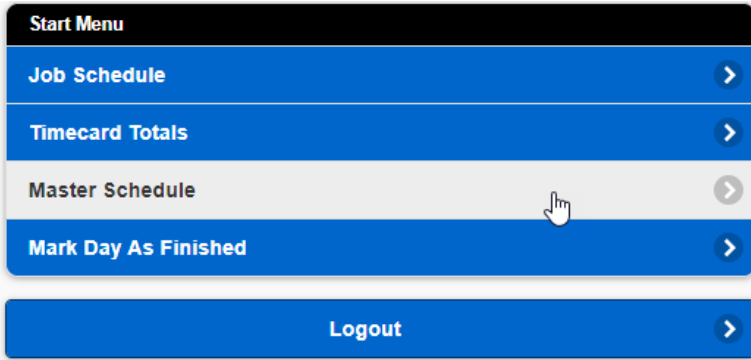 Start Menu
Job Schedule
Timecard Totals
Master Schedule
Mark Day As Finished
Logout